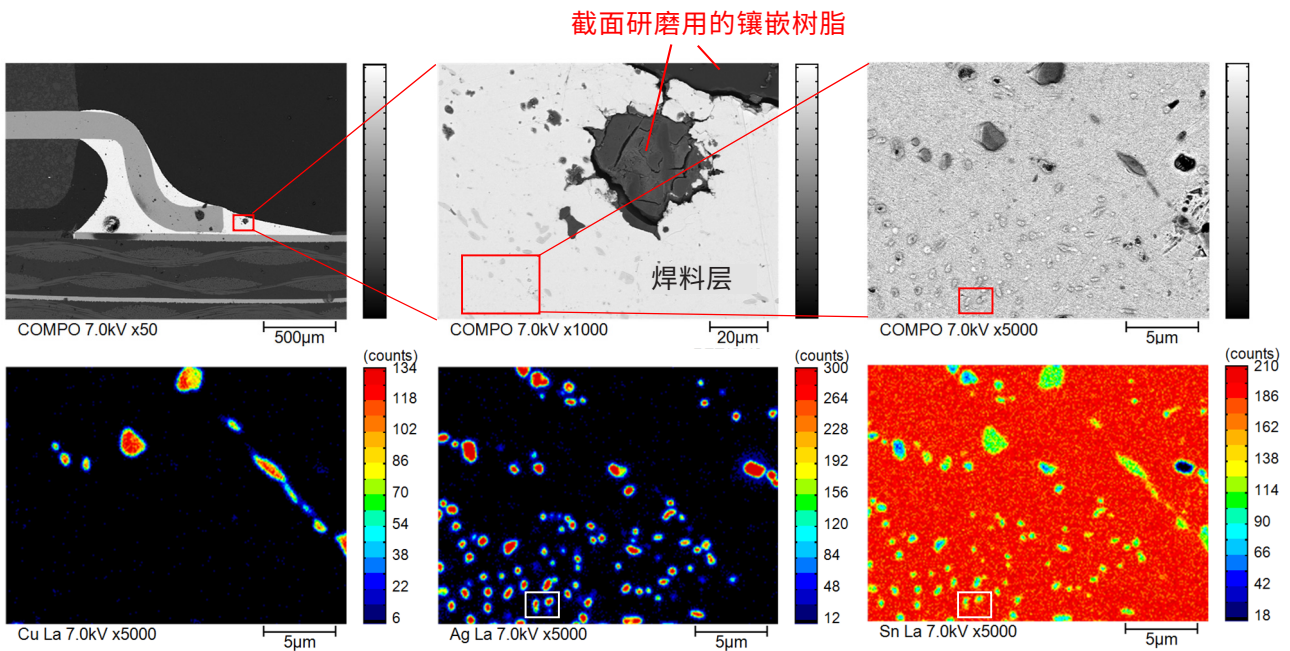 截面研磨用的镶嵌树脂
焊料层
COMPO 7.0kV x50
500μm
COMPO 7.0kV x1000
20μm
COMPO 7.0kV x5000
5μm
(counts)
134
118
102
86
70
54
38
22
6
Cu La 7.0kV x5000
5μm
(counts)
300
264
228
192
156
120
84
48
12
Ag La 7.0kV x5000
5μm
(counts)
210
186
162
138
114
90
66
42
18
Sn La 7.0kV x5000
5μm